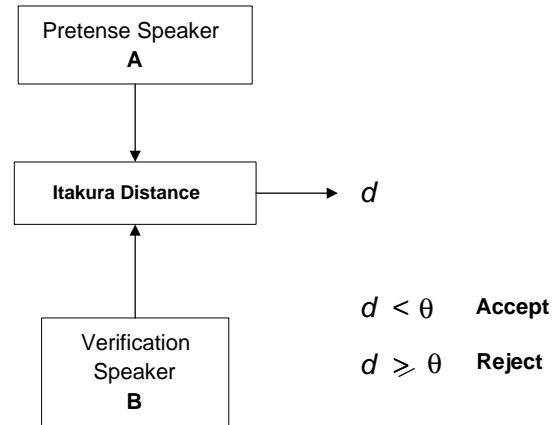 Pretense Speaker
A
Itakura Distance
d
d < θ Accept
Verification
Speaker
B
d ⩾ θ Reject